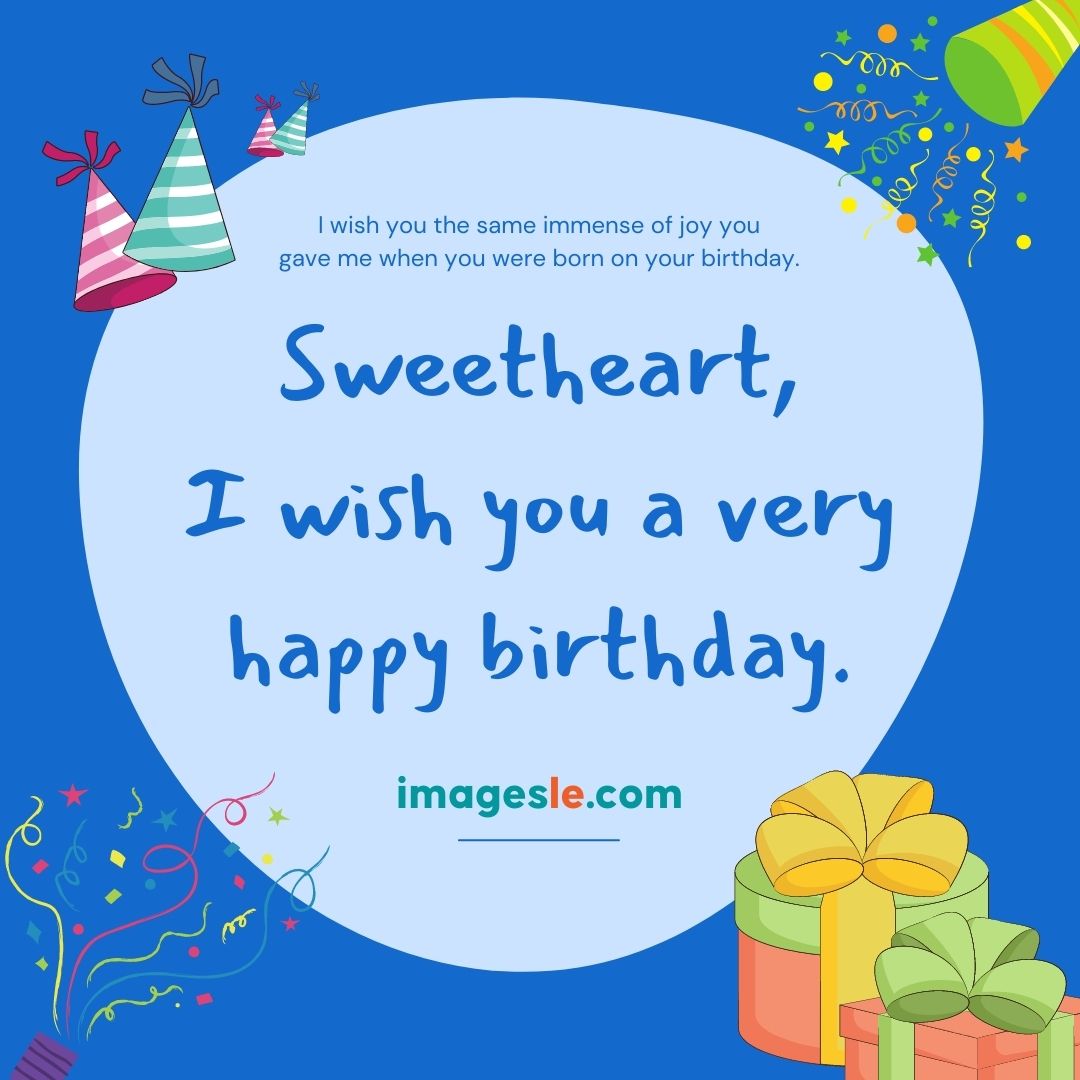 I wish you the same immense of joy you
gave me when you were born on your birthday.
Sweetheart,
I wish you a very
happy birthday.
imagesle.com